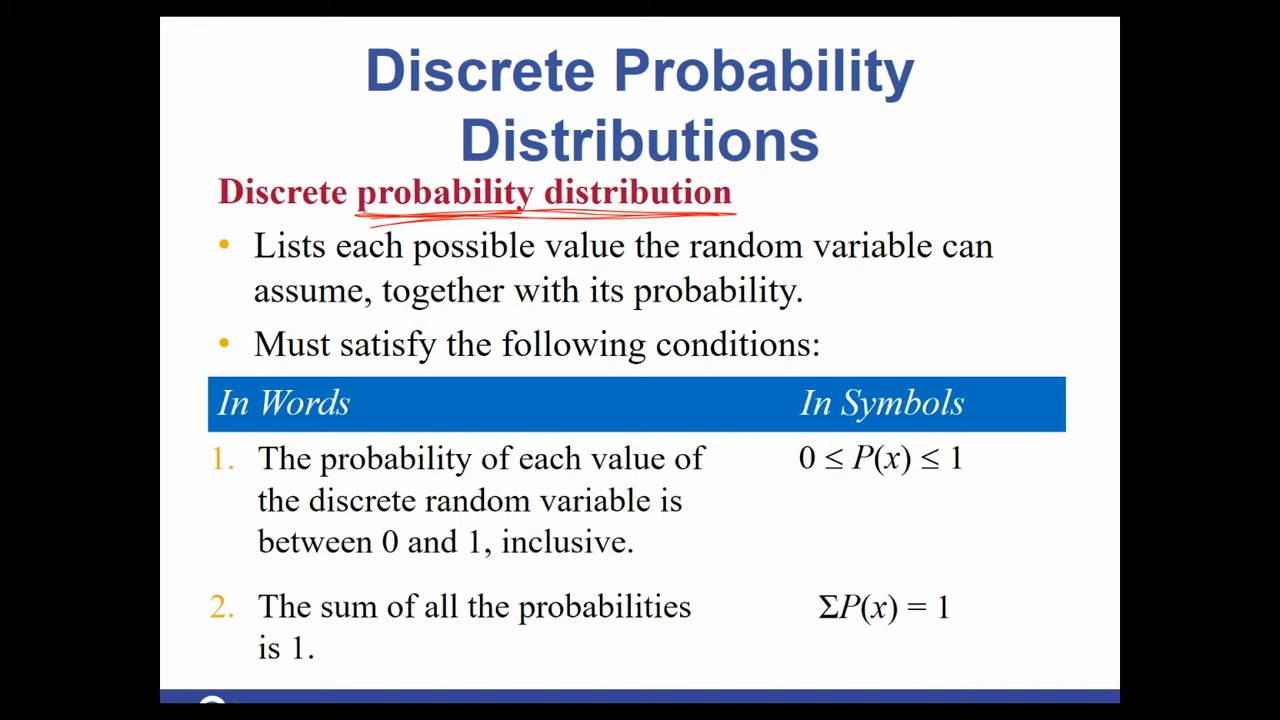 Discrete Probability
Distributions
Discrete probability distribution
• Lists each possible value the random variable can
assume, together with its probability.
• Must satisfy the following conditions:
In Words In Symbols
1. The probability of each value of 0 ≤ P(x) ≤ 1
the discrete random variable is
between 0 and 1, inclusive.
2. The sum of all the probabilities ΣP(x) = 1
is 1.